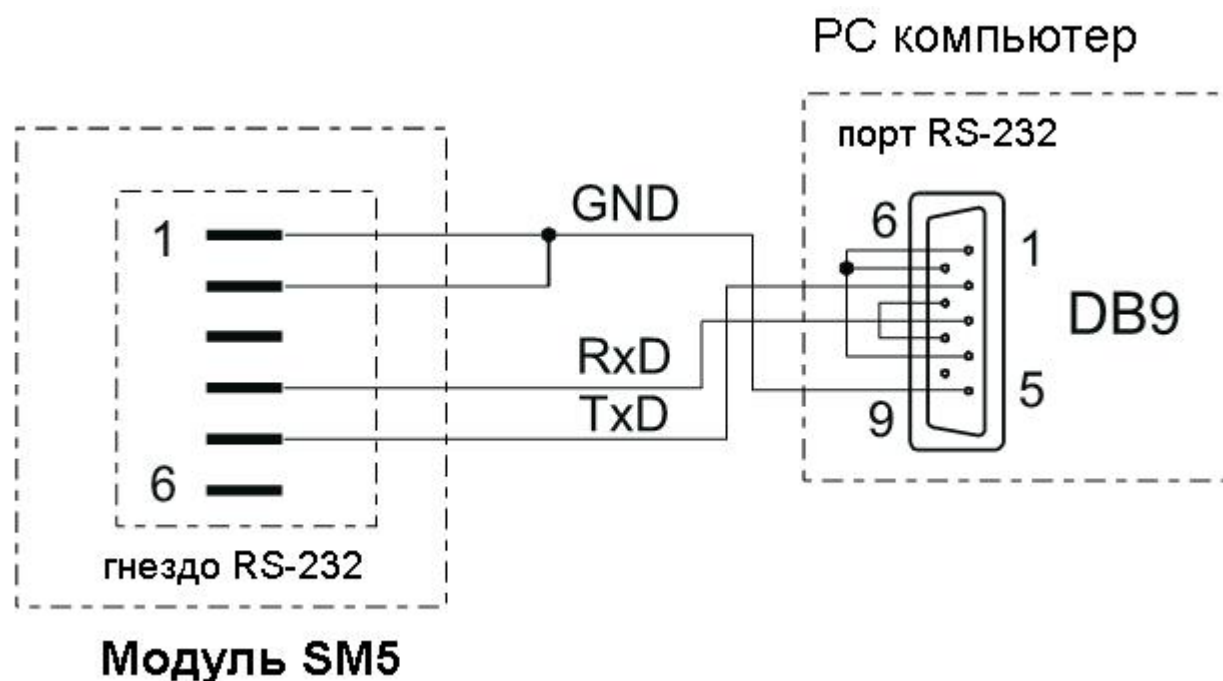 PC компьютер
порт RS-232
GND
1
6
1
DB9
RxD
TxD
5
9
6
гнездо RS-232
Модуль SM5